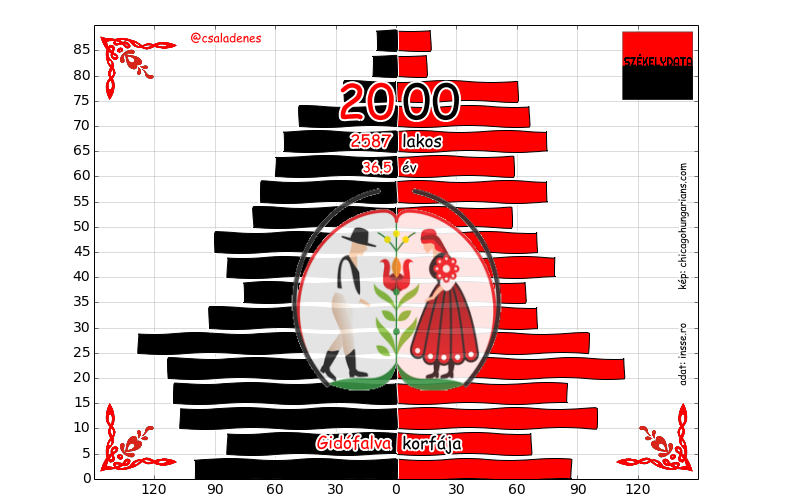 @csaladenes
SZÉKELYDATA
2000
2587 lakos
36.5 év
kép: chicagohungarians.com
adat: insse.ro
Gidófalva korfája
85
80
75
70
65
60
55
50
45
40
35
30
25
20
15
10
5
0
120 90 60 30 0 30 60 90 120